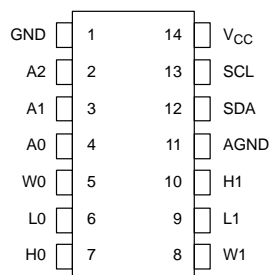 GND 1 14 VCC
A2 2 13 SCL
A1 3 12 SDA
A0 4 11 AGND
W0 5 10 H1
L0 6 9 L1
H0 7 8 W1